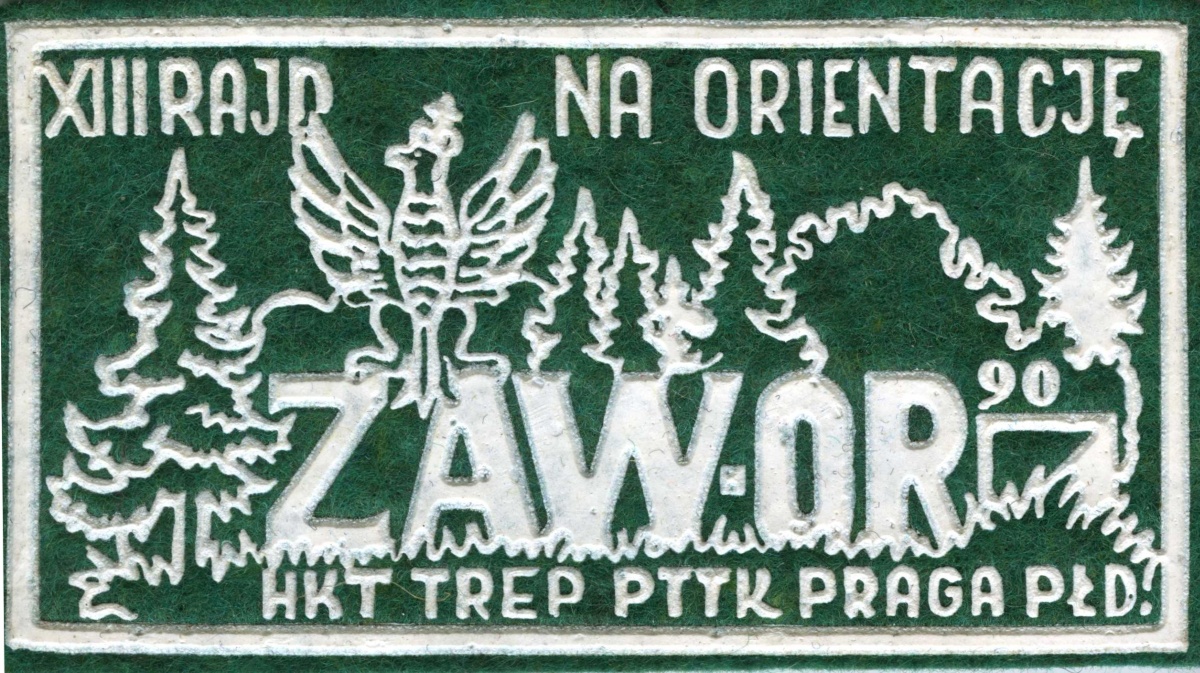 XIII RAJD NA ORIENTACJĘ
ZAW·OR
90
HKT TREP PTTK PRAGA PŁD!